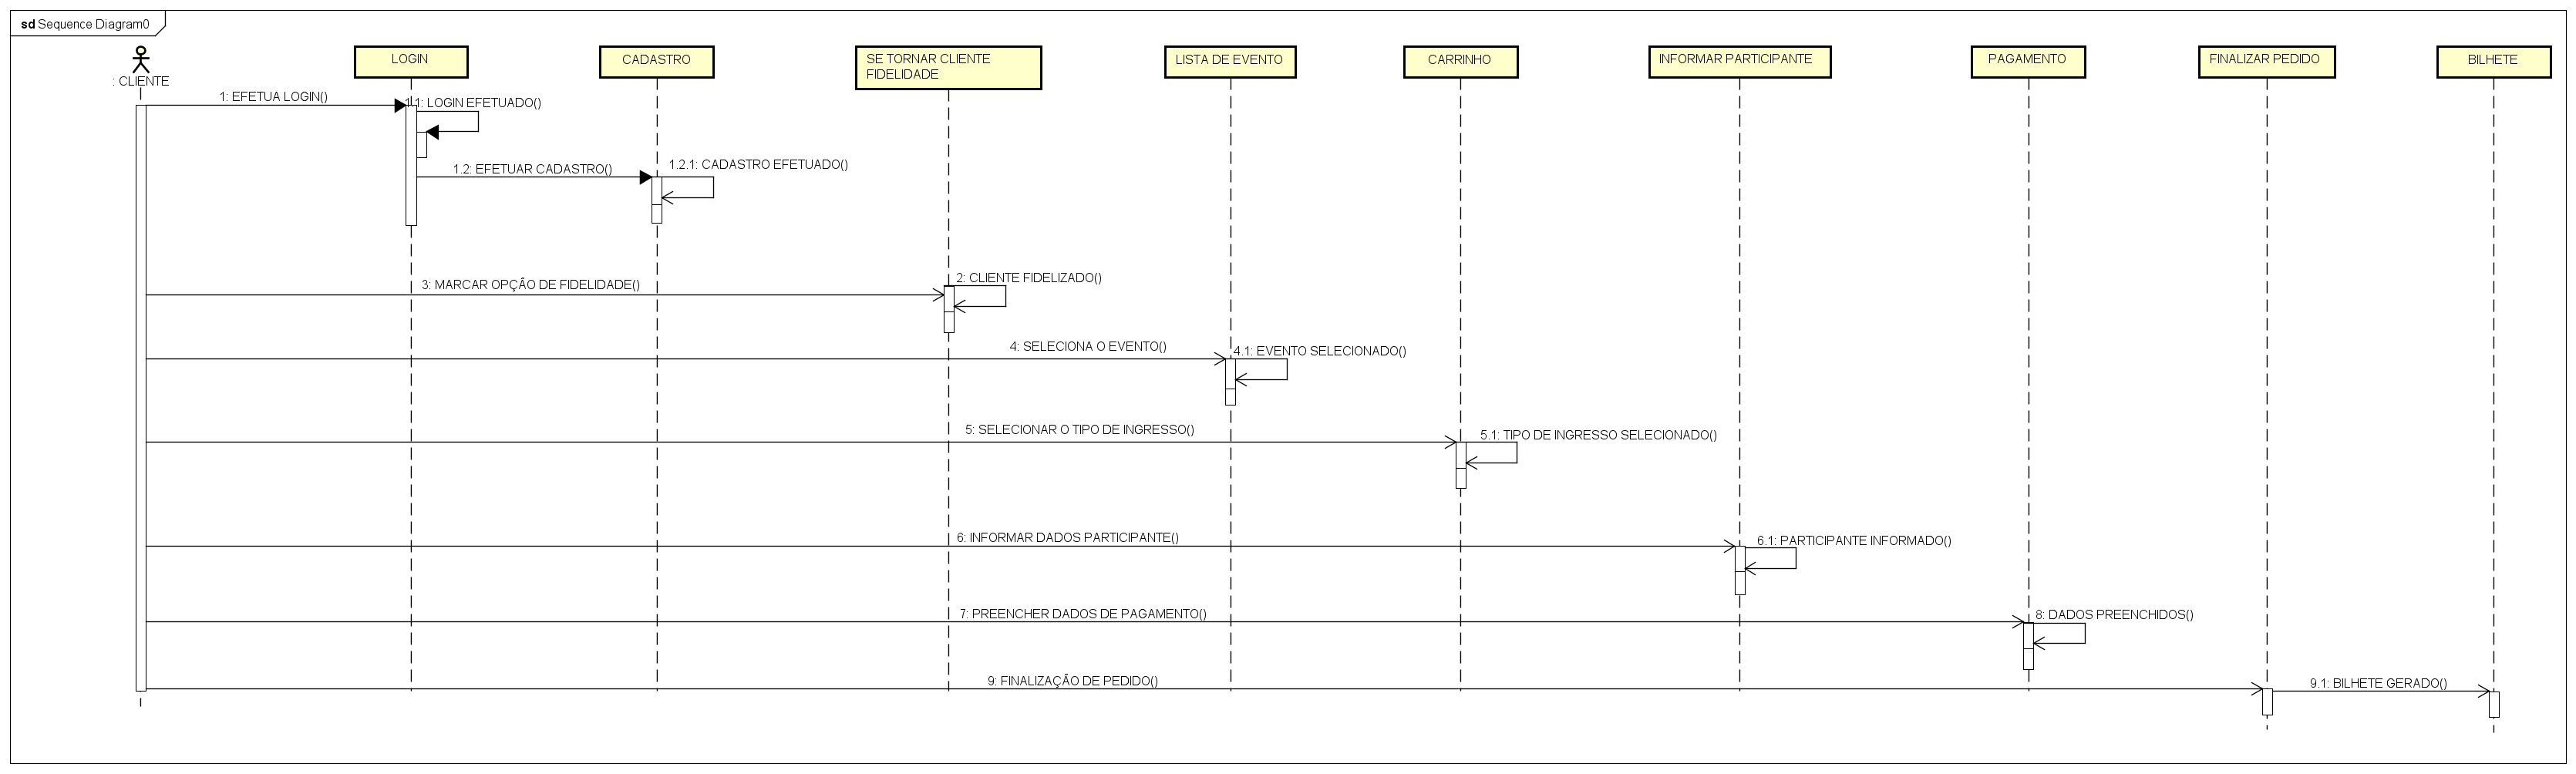 sd Sequence Diagram0
: CLIENTE
LOGIN
CADASTRO
SE TORNAR CLIENTE
FIDELIDADE
LISTA DE EVENTO
CARRINHO
INFORMAR PARTICIPANTE
PAGAMENTO
FINALIZAR PEDIDO
BILHETE
1: EFETUA LOGIN()
1.1: LOGIN EFETUADO()
1.2: EFETUAR CADASTRO()
1.2.1: CADASTRO EFETUADO()
3: MARCAR OPÇÃO DE FIDELIDADE()
2: CLIENTE FIDELIZADO()
4: SELECIONA O EVENTO()
4.1: EVENTO SELECIONADO()
5: SELECIONAR O TIPO DE INGRESSO()
5.1: TIPO DE INGRESSO SELECIONADO()
6: INFORMAR DADOS PARTICIPANTE()
6.1: PARTICIPANTE INFORMADO()
7: PREENCHER DADOS DE PAGAMENTO()
8: DADOS PREENCHIDOS()
9: FINALIZAÇÃO DE PEDIDO()
9.1: BILHETE GERADO()